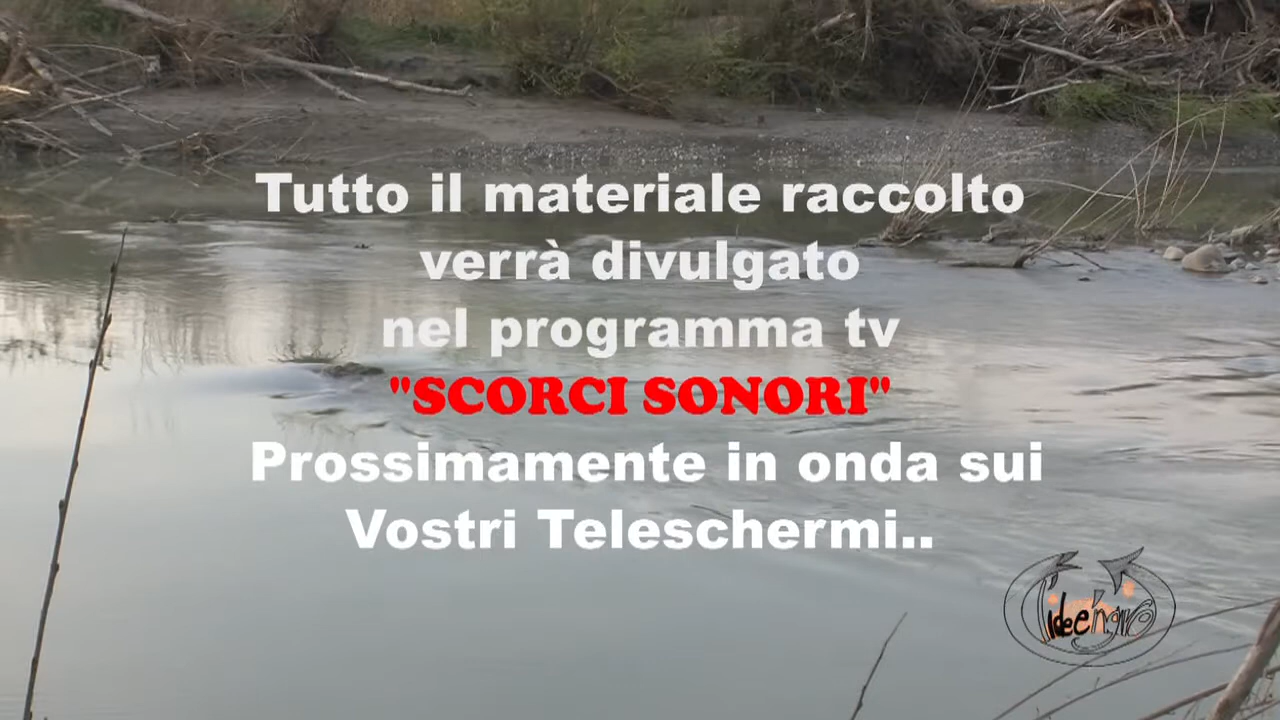 Tutto il materiale raccolto
verrà divulgato
nel programma tv
"SCORCI SONORI"
Prossimamente in onda sui
Vostri Teleschermi..